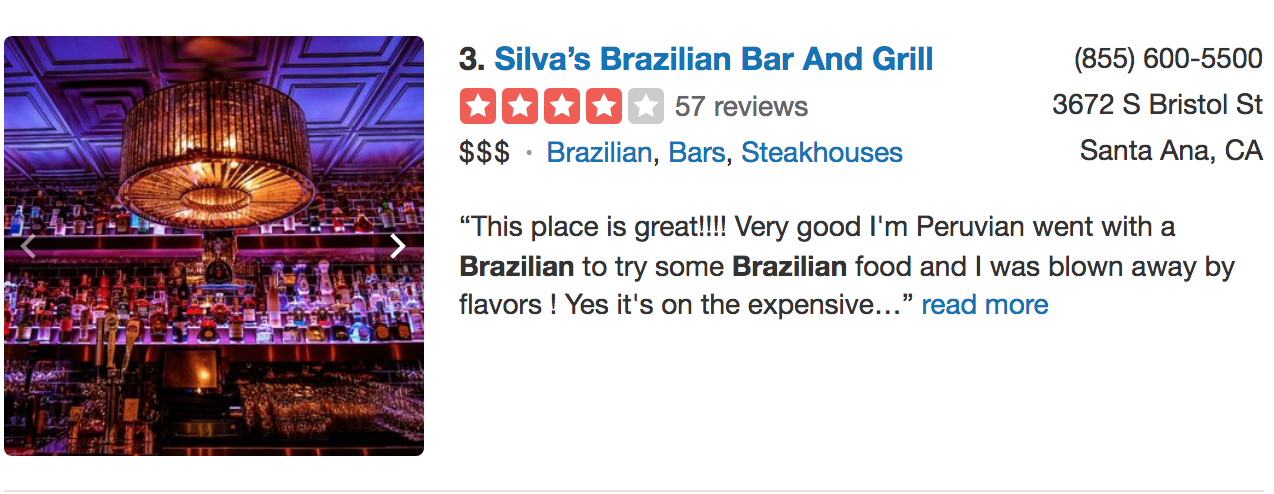 3. Silva’s Brazilian Bar And Grill
57 reviews
$$$ · Brazilian, Bars, Steakhouses
(855) 600-5500
3672 S Bristol St
Santa Ana, CA
“This place is great!!!! Very good I'm Peruvian went with a
Brazilian to try some Brazilian food and I was blown away by
flavors ! Yes it's on the expensive…” read more